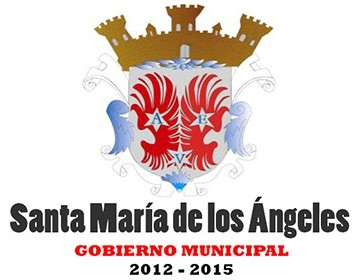 A E
V
Santa María de los Ángeles
GOBIERNO MUNICIPAL
2012 - 2015